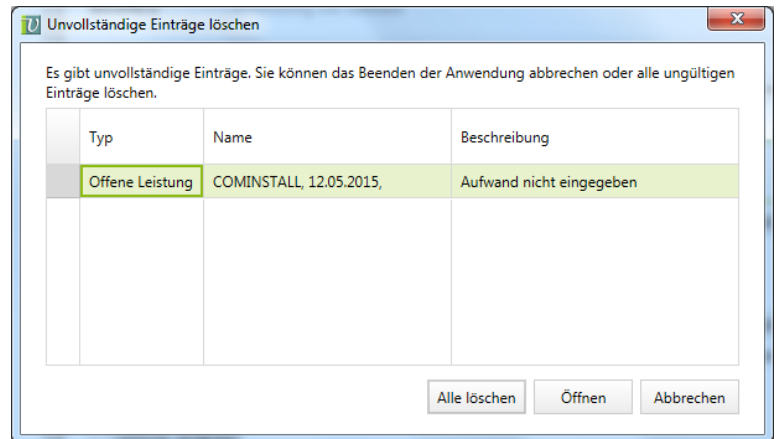 Unvollständige Einträge löschen
Es gibt unvollständige Einträge. Sie können das Beenden der Anwendung abbrechen oder alle ungültigen
Einträge löschen.
Typ Name Beschreibung
Offene Leistung COMINSTALL, 12.05.2015, Aufwand nicht eingegeben
Alle löschen Öffnen Abbrechen